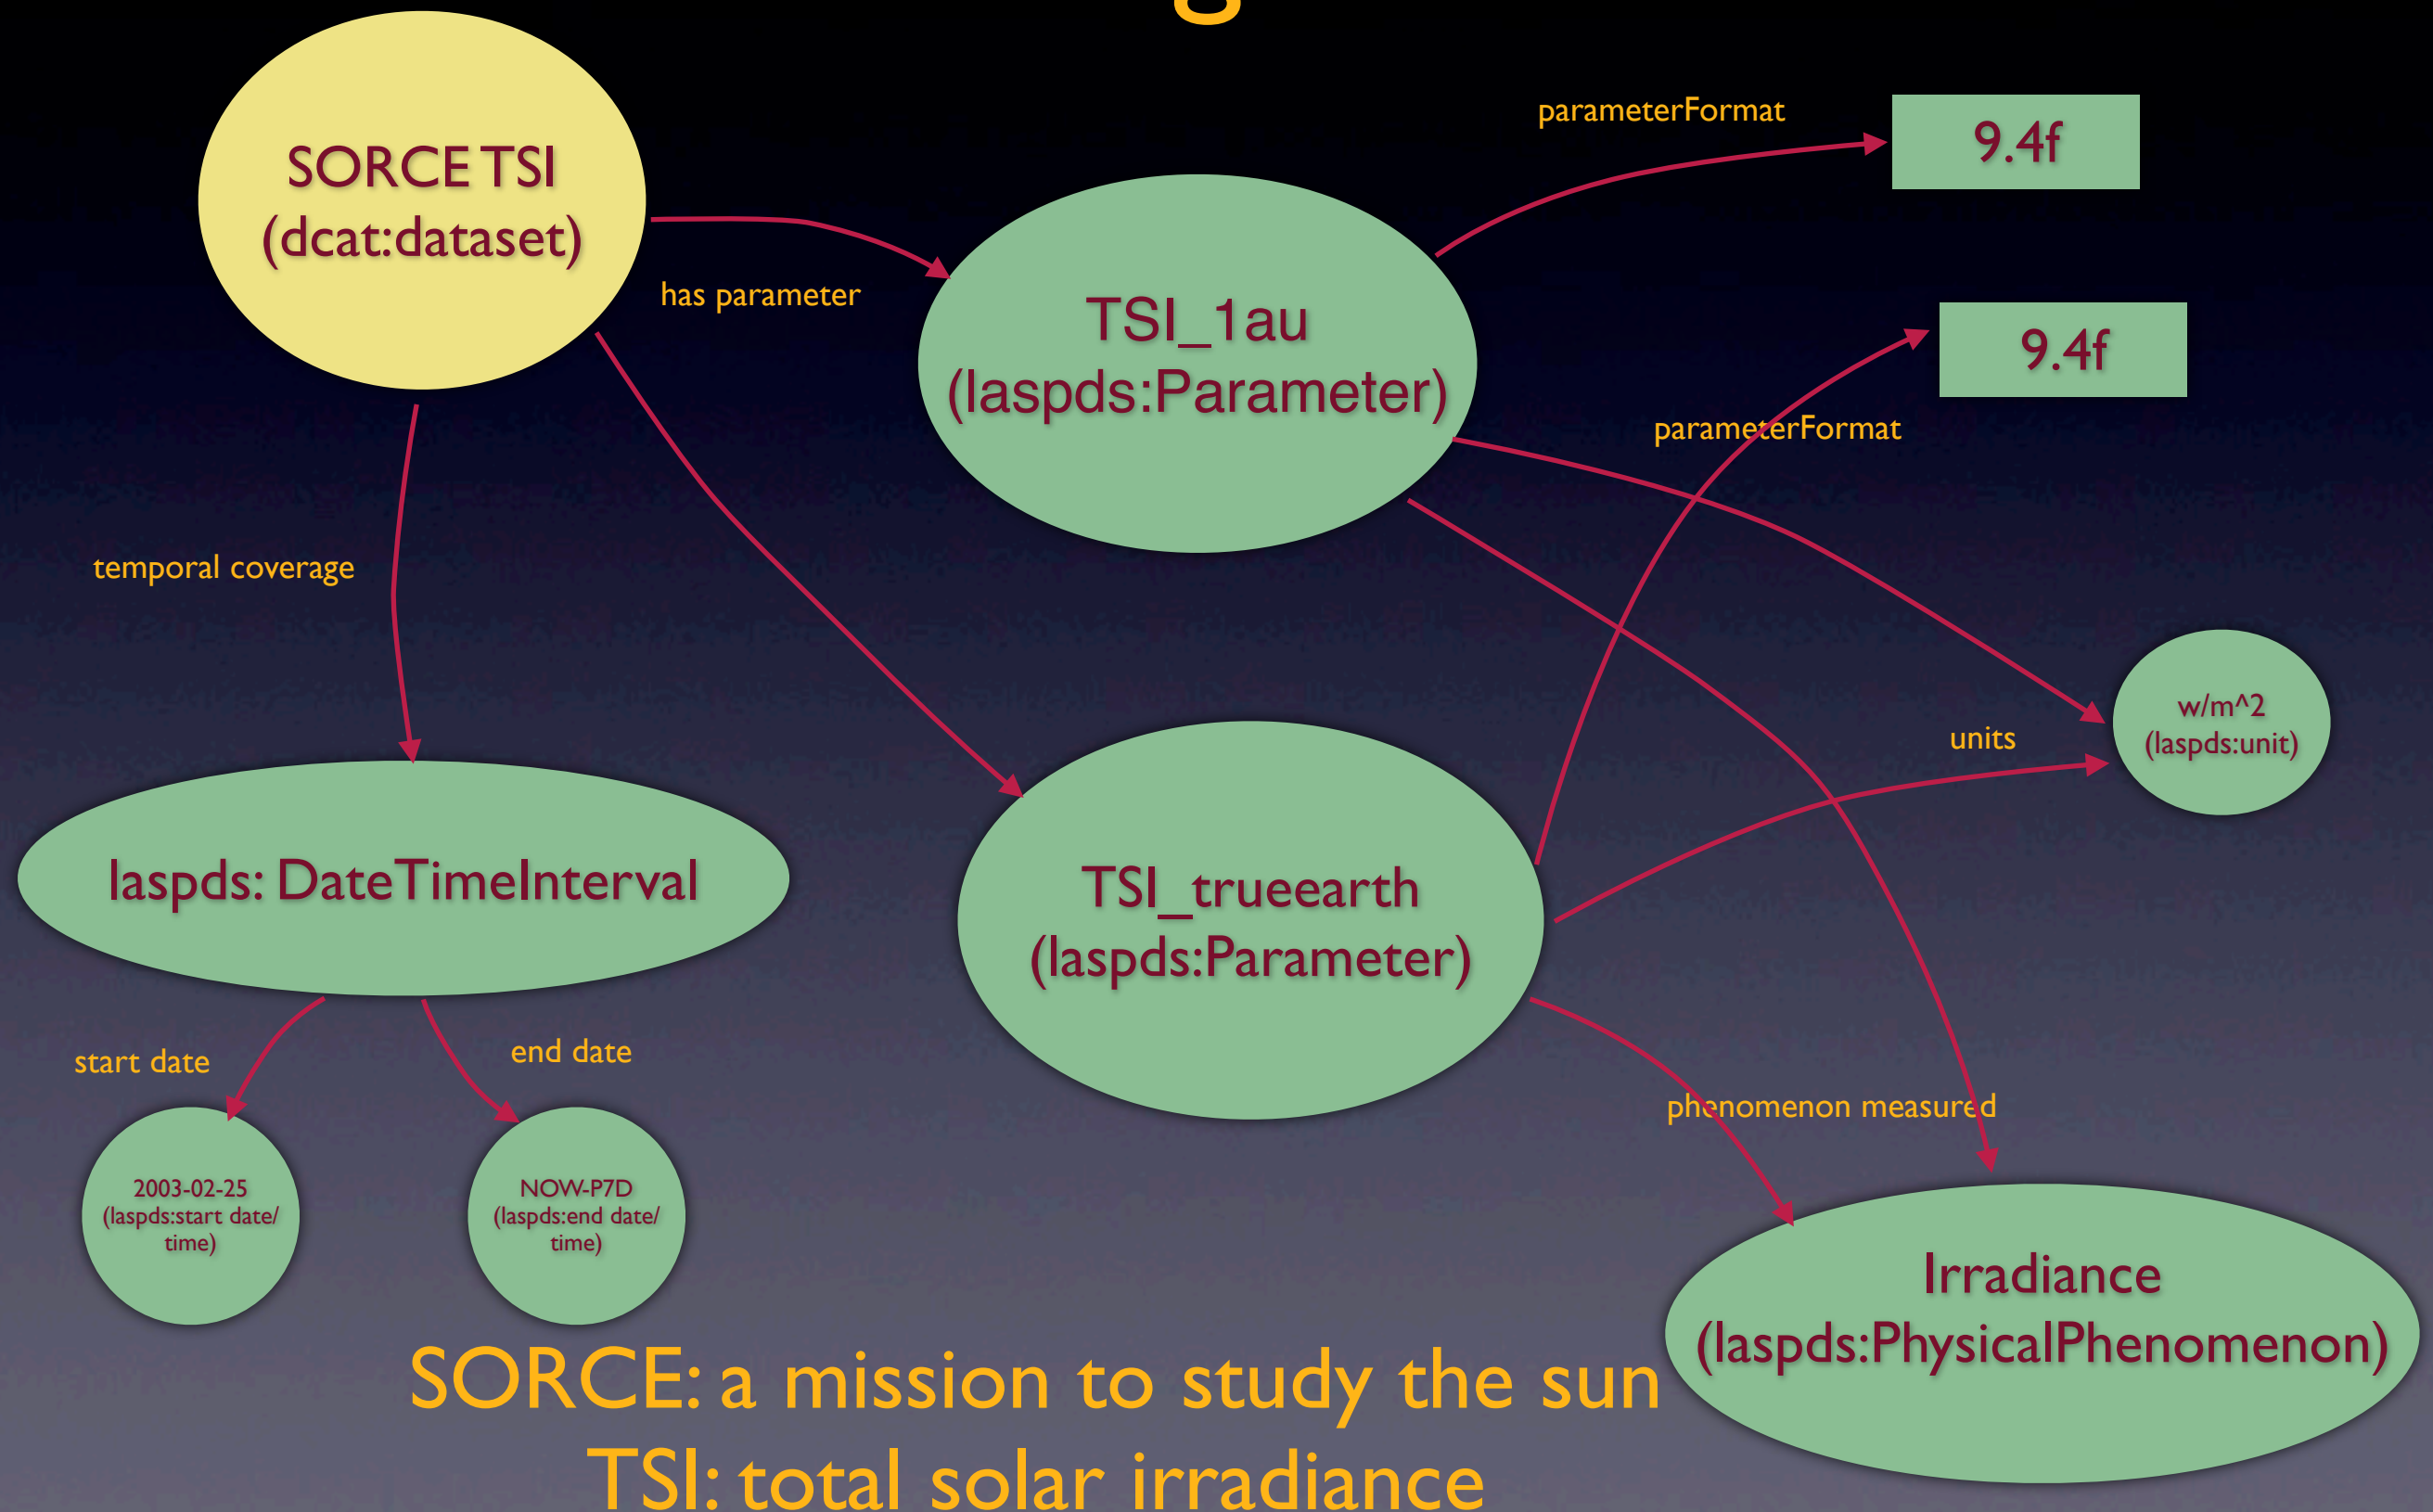 SORCE TSI
(dcat:dataset)
parameterFormat
9.4f
has parameter
TSI_1au
(laspds:Parameter)
9.4f
parameterFormat
temporal coverage
w/m^2
(laspds:unit)
units
laspds: DateTimeInterval
TSI_trueearth
(laspds:Parameter)
start date
end date
phenomenon measured
2003-02-25
(laspds:start date/
time)
NOW-P7D
(laspds:end date/
time)
Irradiance
(laspds:PhysicalPhenomenon)
SORCE: a mission to study the sun
TSI: total solar irradiance